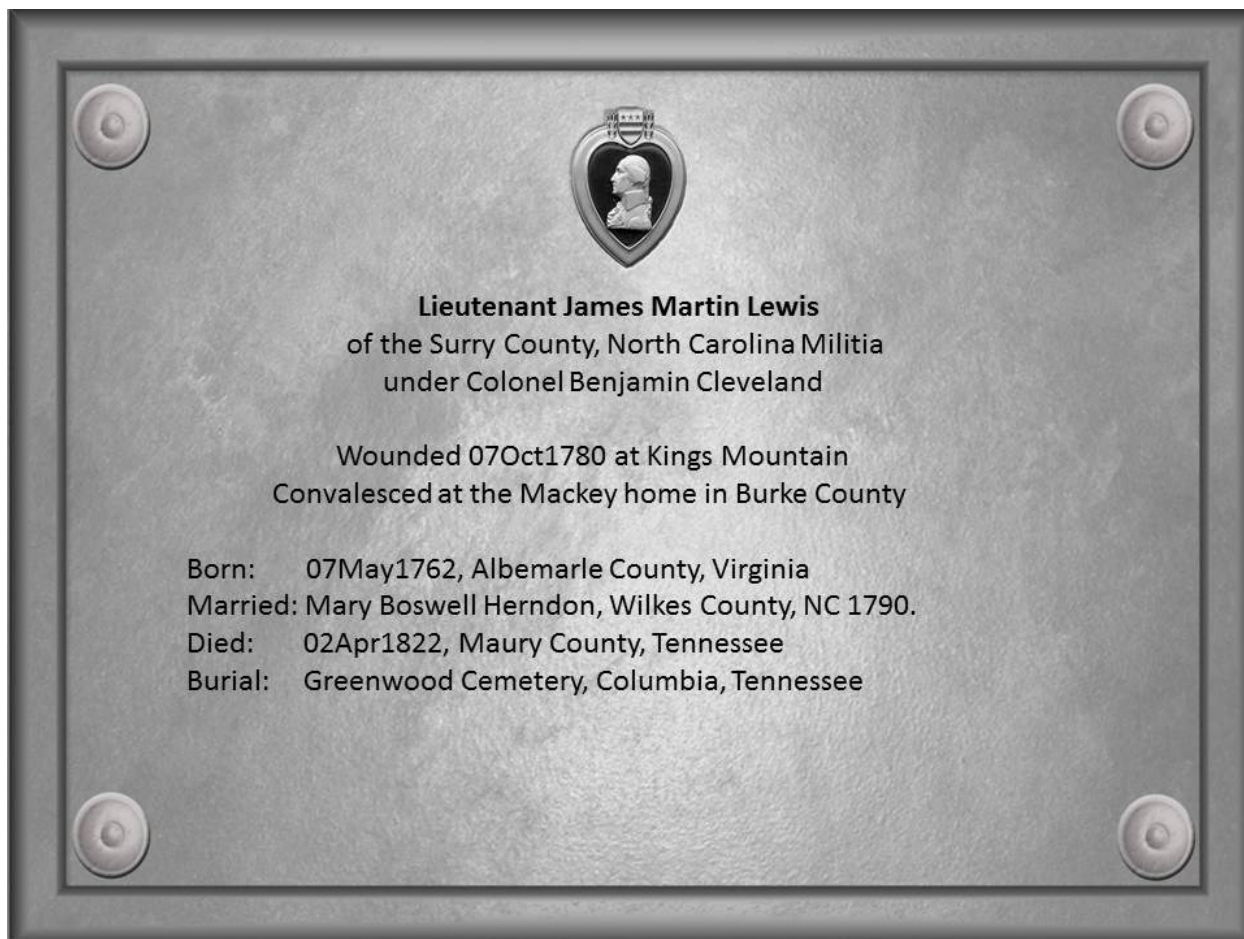 Lieutenant James Martin Lewis
of the Surry County, North Carolina Militia
under Colonel Benjamin Cleveland
Wounded 07Oct1780 at Kings Mountain
Convalesced at the Mackey home in Burke County
Born: 07May1762, Albemarle County, Virginia
Married: Mary Boswell Herndon, Wilkes County, NC 1790.
Died: 02Apr1822, Maury County, Tennessee
Burial: Greenwood Cemetery, Columbia, Tennessee